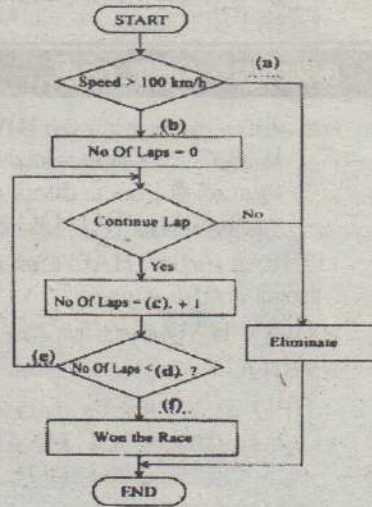 START
(a)
Speed > 100 km/h
(b)
No Of Laps = 0
Continue Lap
No
Yes
No Of Laps = (c). + 1
Eliminate
(e)
No Of Laps < (d). ?
(f)
Won the Race
END